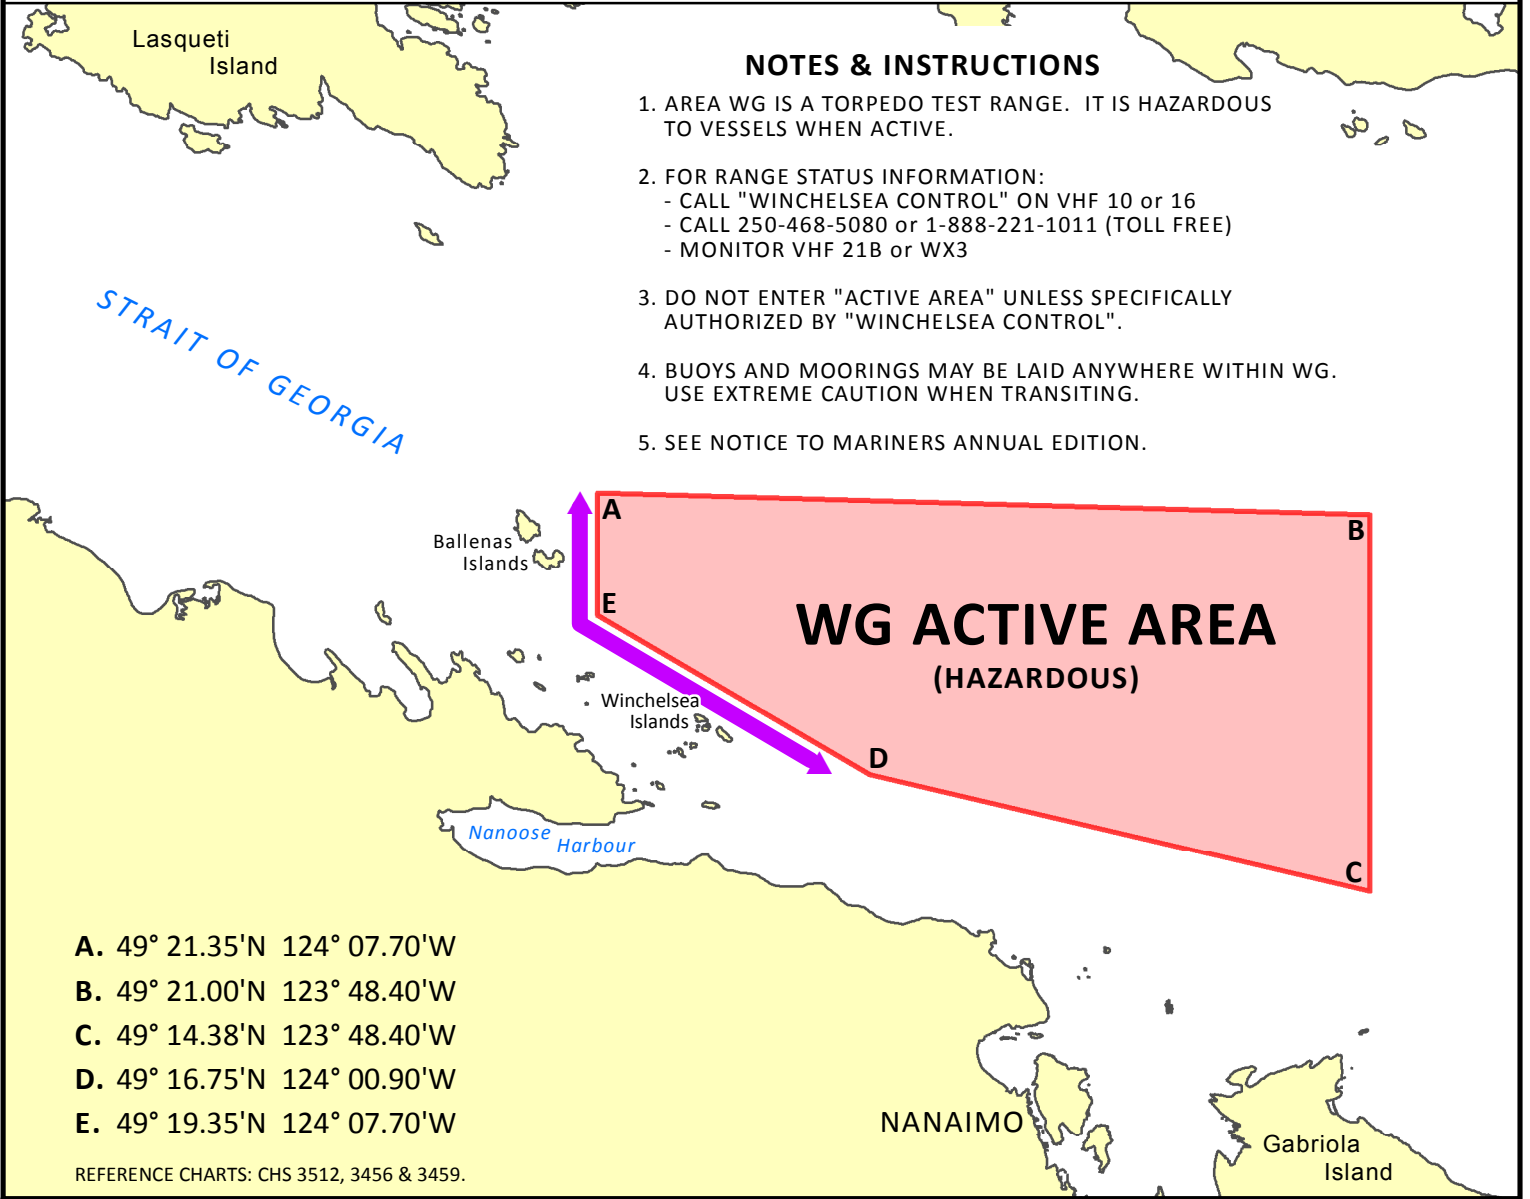 Lasqueti
Island
NOTES & INSTRUCTIONS
1. AREA WG IS A TORPEDO TEST RANGE. IT IS HAZARDOUS
TO VESSELS WHEN ACTIVE.
2. FOR RANGE STATUS INFORMATION:
- CALL "WINCHELSEA CONTROL" ON VHF 10 or 16
- CALL 250-468-5080 or 1-888-221-1011 (TOLL FREE)
- MONITOR VHF 21B or WX3
3. DO NOT ENTER "ACTIVE AREA" UNLESS SPECIFICALLY
AUTHORIZED BY "WINCHELSEA CONTROL".
4. BUOYS AND MOORINGS MAY BE LAID ANYWHERE WITHIN WG.
USE EXTREME CAUTION WHEN TRANSITING.
5. SEE NOTICE TO MARINERS ANNUAL EDITION.
STRAIT OF GEORGIA
A
B
Ballenas
Islands
E
WG ACTIVE AREA
(HAZARDOUS)
Winchelsea
Islands
D
C
Nanoose
Harbour
A. 49° 21.35'N 124° 07.70'W
B. 49° 21.00'N 123° 48.40'W
C. 49° 14.38'N 123° 48.40'W
D. 49° 16.75'N 124° 00.90'W
E. 49° 19.35'N 124° 07.70'W
REFERENCE CHARTS: CHS 3512, 3456 & 3459.
NANAIMO
Gabriola
Island